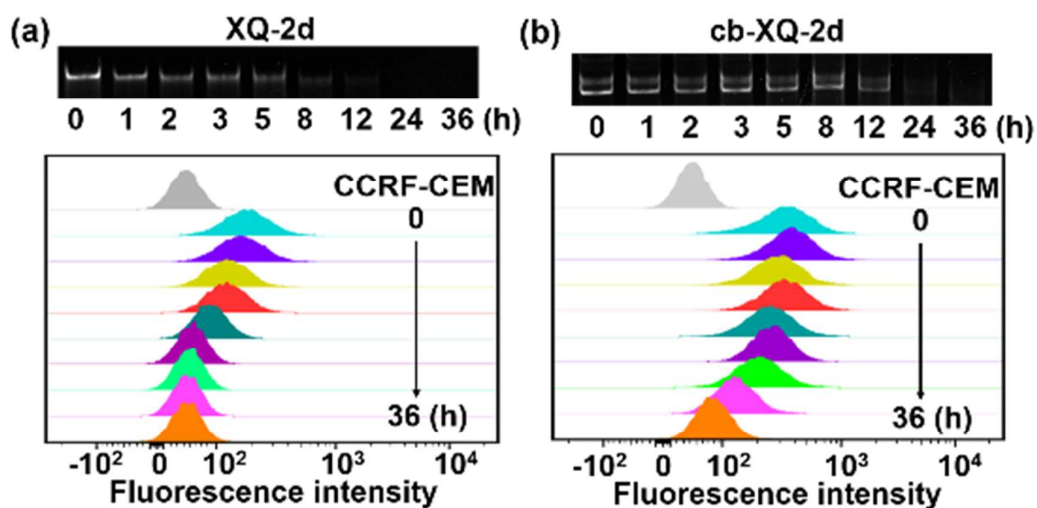 (a) XQ-2d
0 1 2 3 5 8 12 24 36 (h)
CCRF-CEM
0
36 (h)
-10² 0 10² 10³ 10⁴
Fluorescence intensity
(b) cb-XQ-2d
0 1 2 3 5 8 12 24 36 (h)
CCRF-CEM
0
36 (h)
-10² 0 10² 10³ 10⁴
Fluorescence intensity